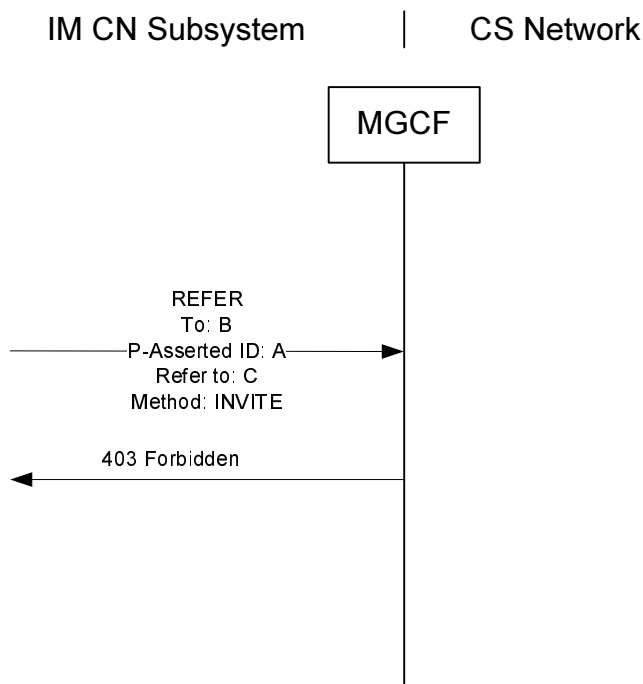 IM CN Subsystem
CS Network
MGCF
REFER
To: B
P-Asserted ID: A
Refer to: C
Method: INVITE
403 Forbidden